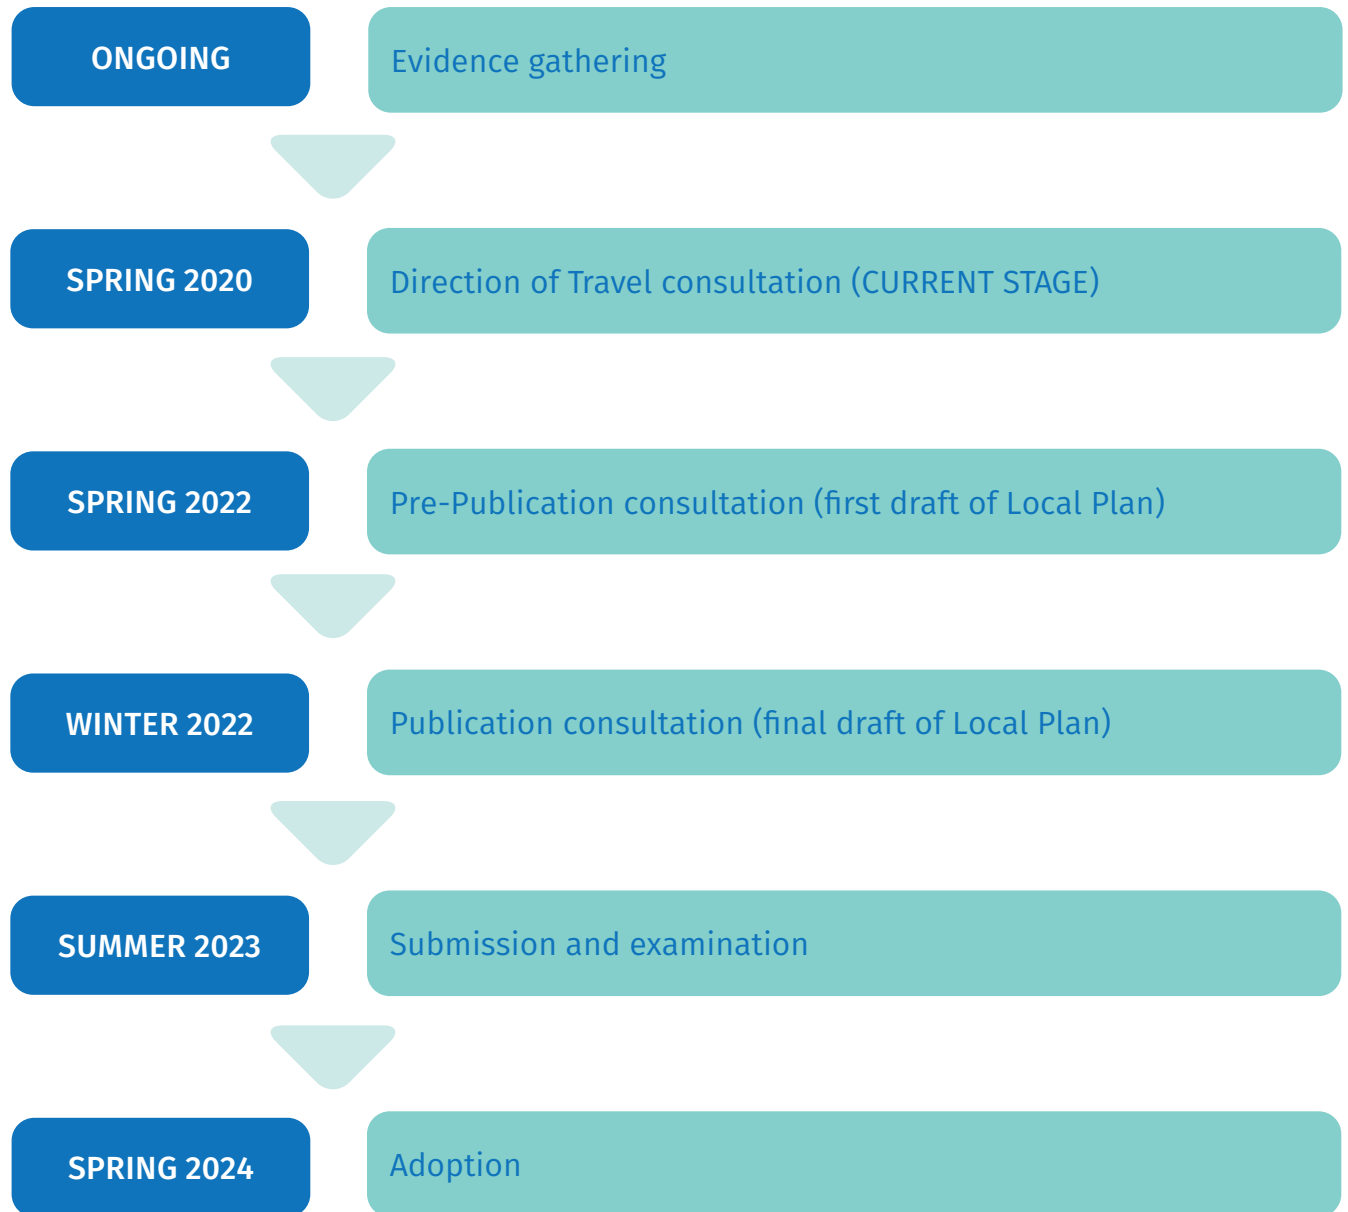 ONGOING
Evidence gathering
SPRING 2020
Direction of Travel consultation (CURRENT STAGE)
SPRING 2022
Pre-Publication consultation (first draft of Local Plan)
WINTER 2022
Publication consultation (final draft of Local Plan)
SUMMER 2023
Submission and examination
SPRING 2024
Adoption